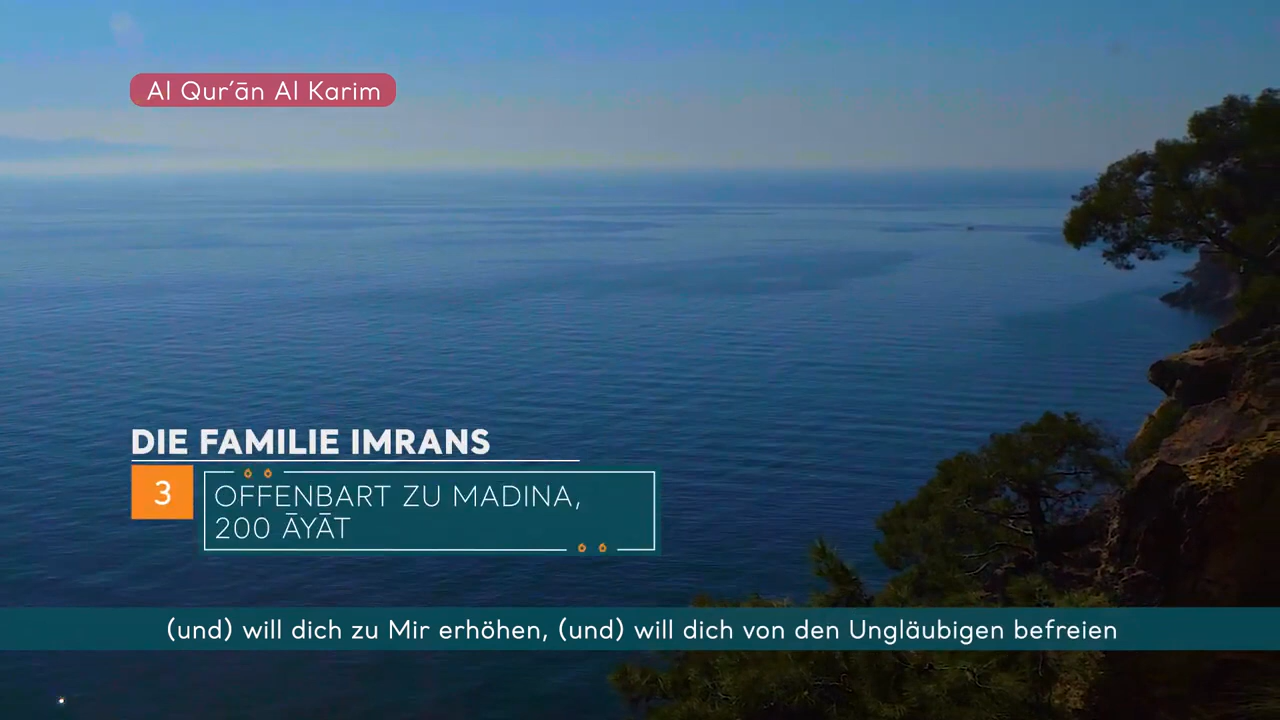 Al Qur’ān Al Karim
DIE FAMILIE IMRANS
3
OFFENBART ZU MADINA,
200 ĀYĀT
(und) will dich zu Mir erhöhen, (und) will dich von den Ungläubigen befreien